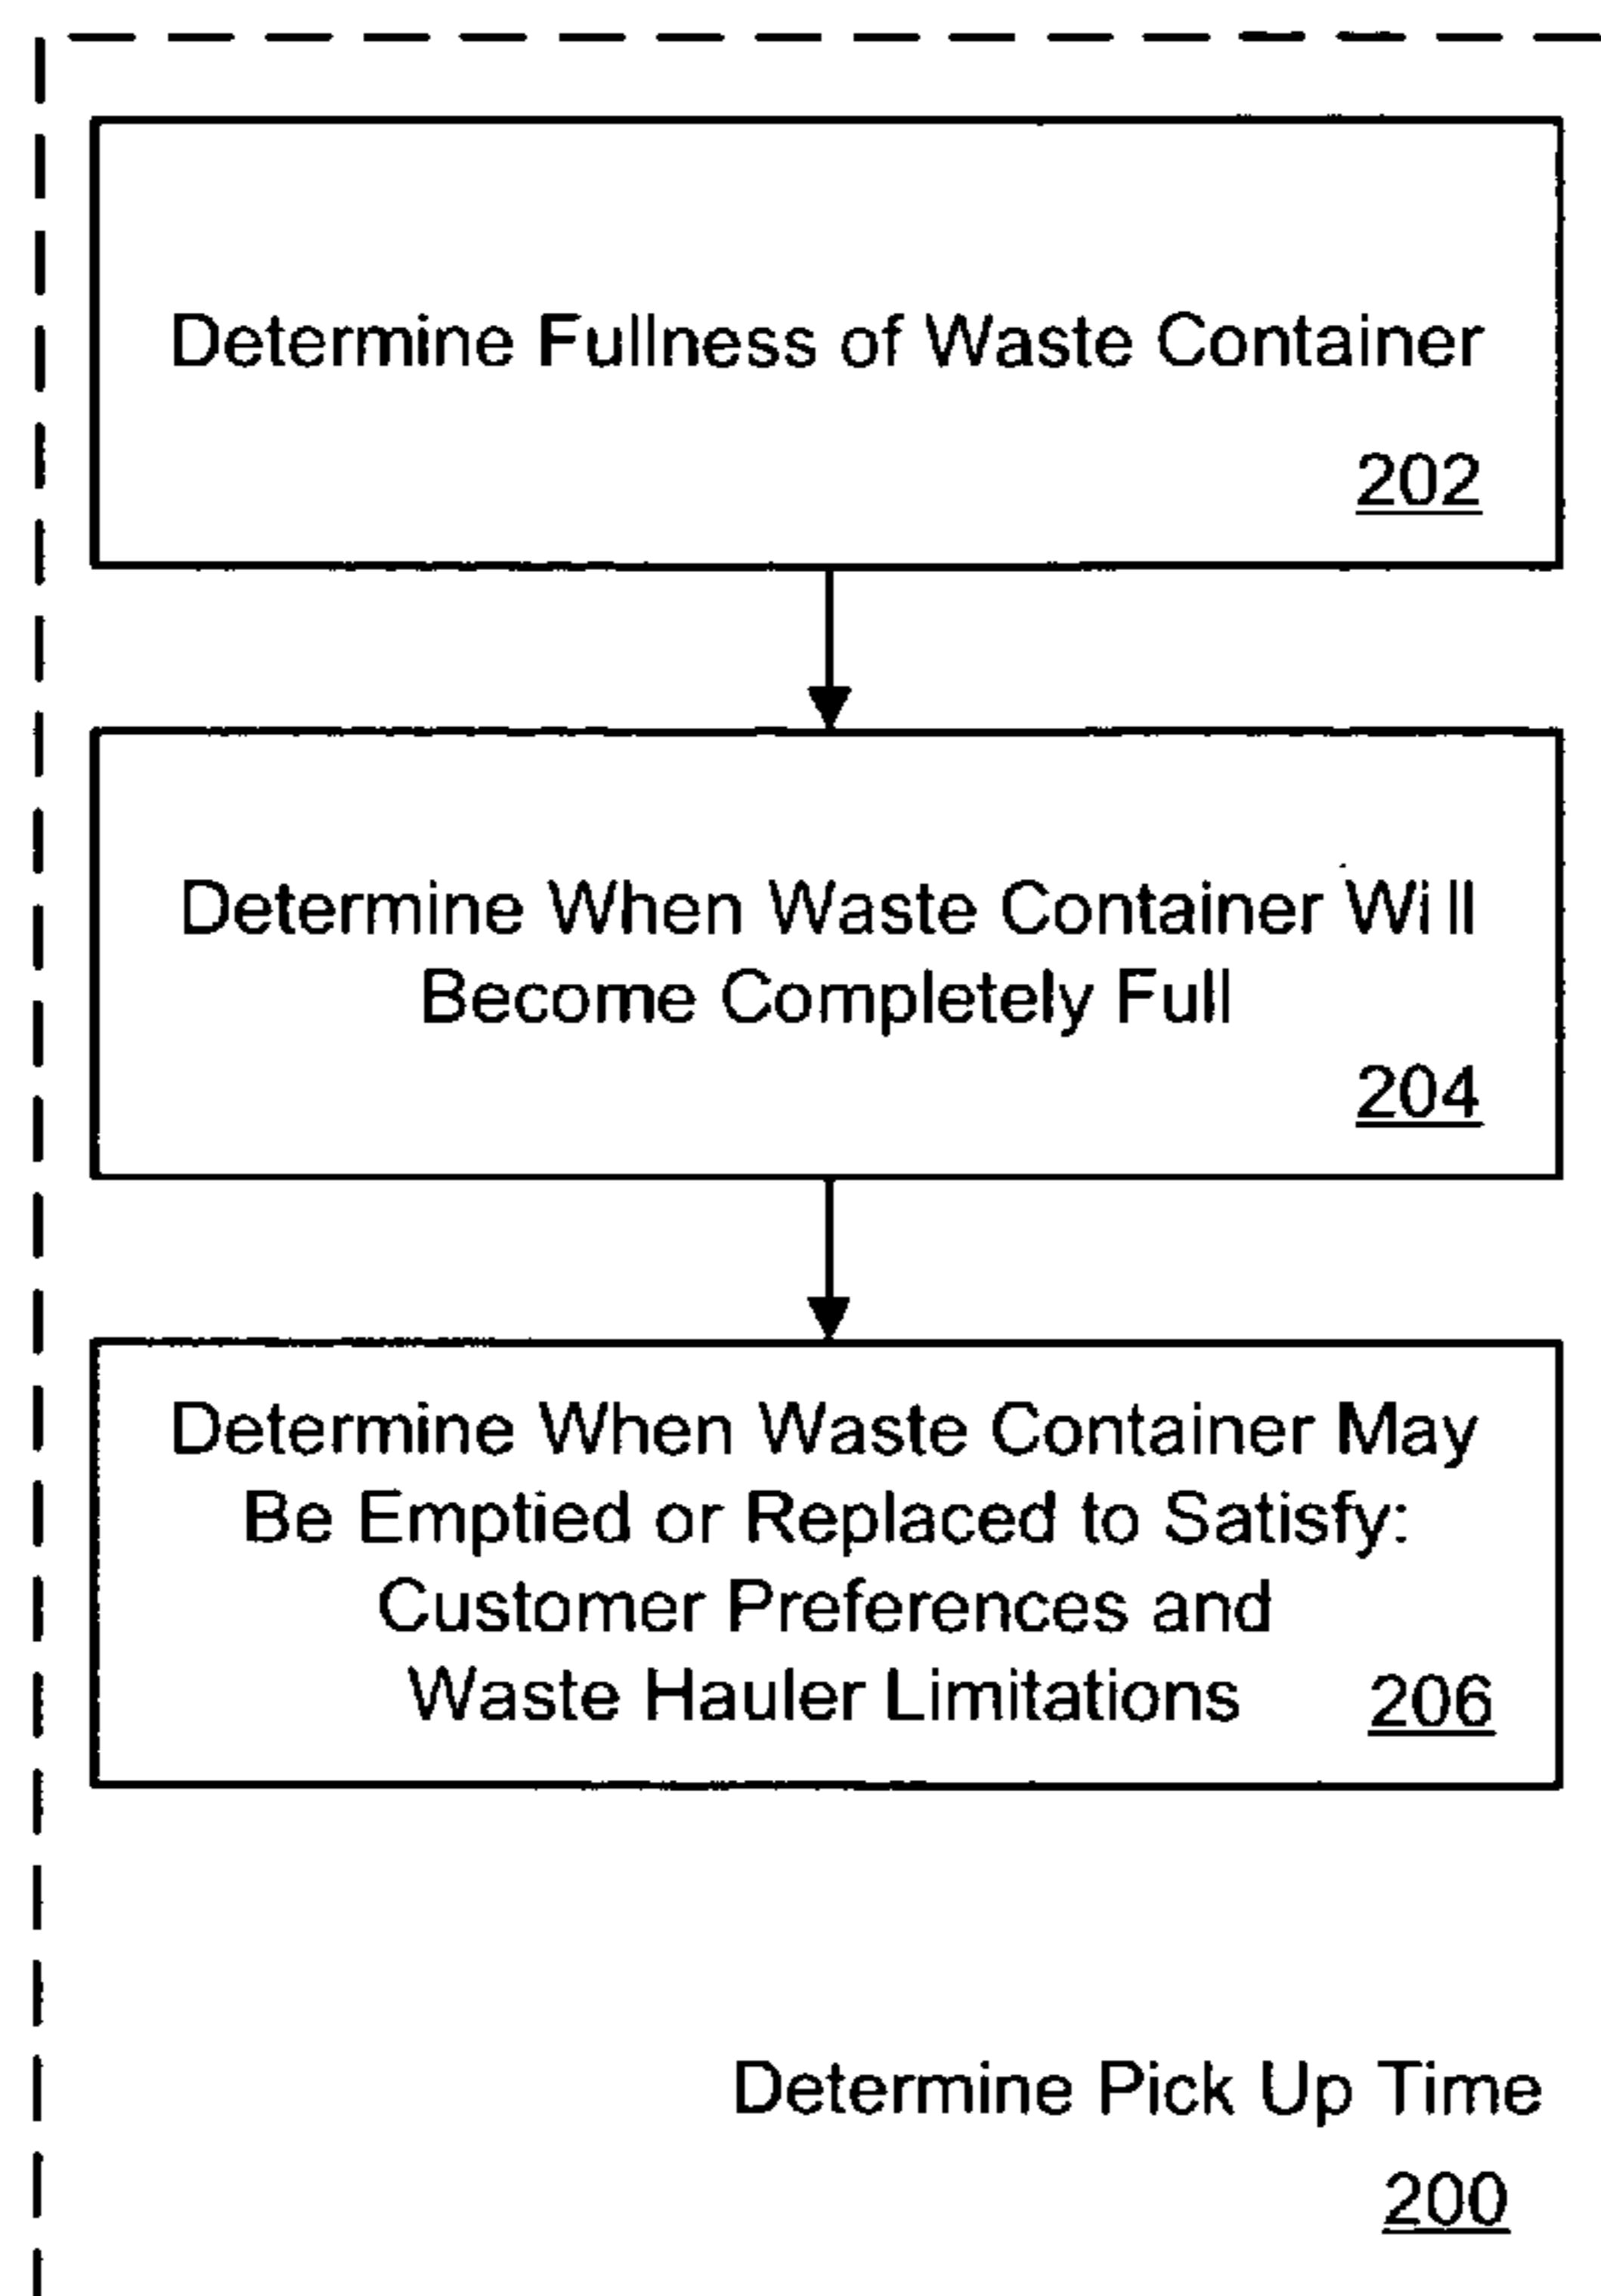 Determine Fullness of Waste Container
202
Determine When Waste Container Will
Become Completely Full
204
Determine When Waste Container May
Be Emptied or Replaced to Satisfy:
Customer Preferences and
Waste Hauler Limitations 206
Determine Pick Up Time
200